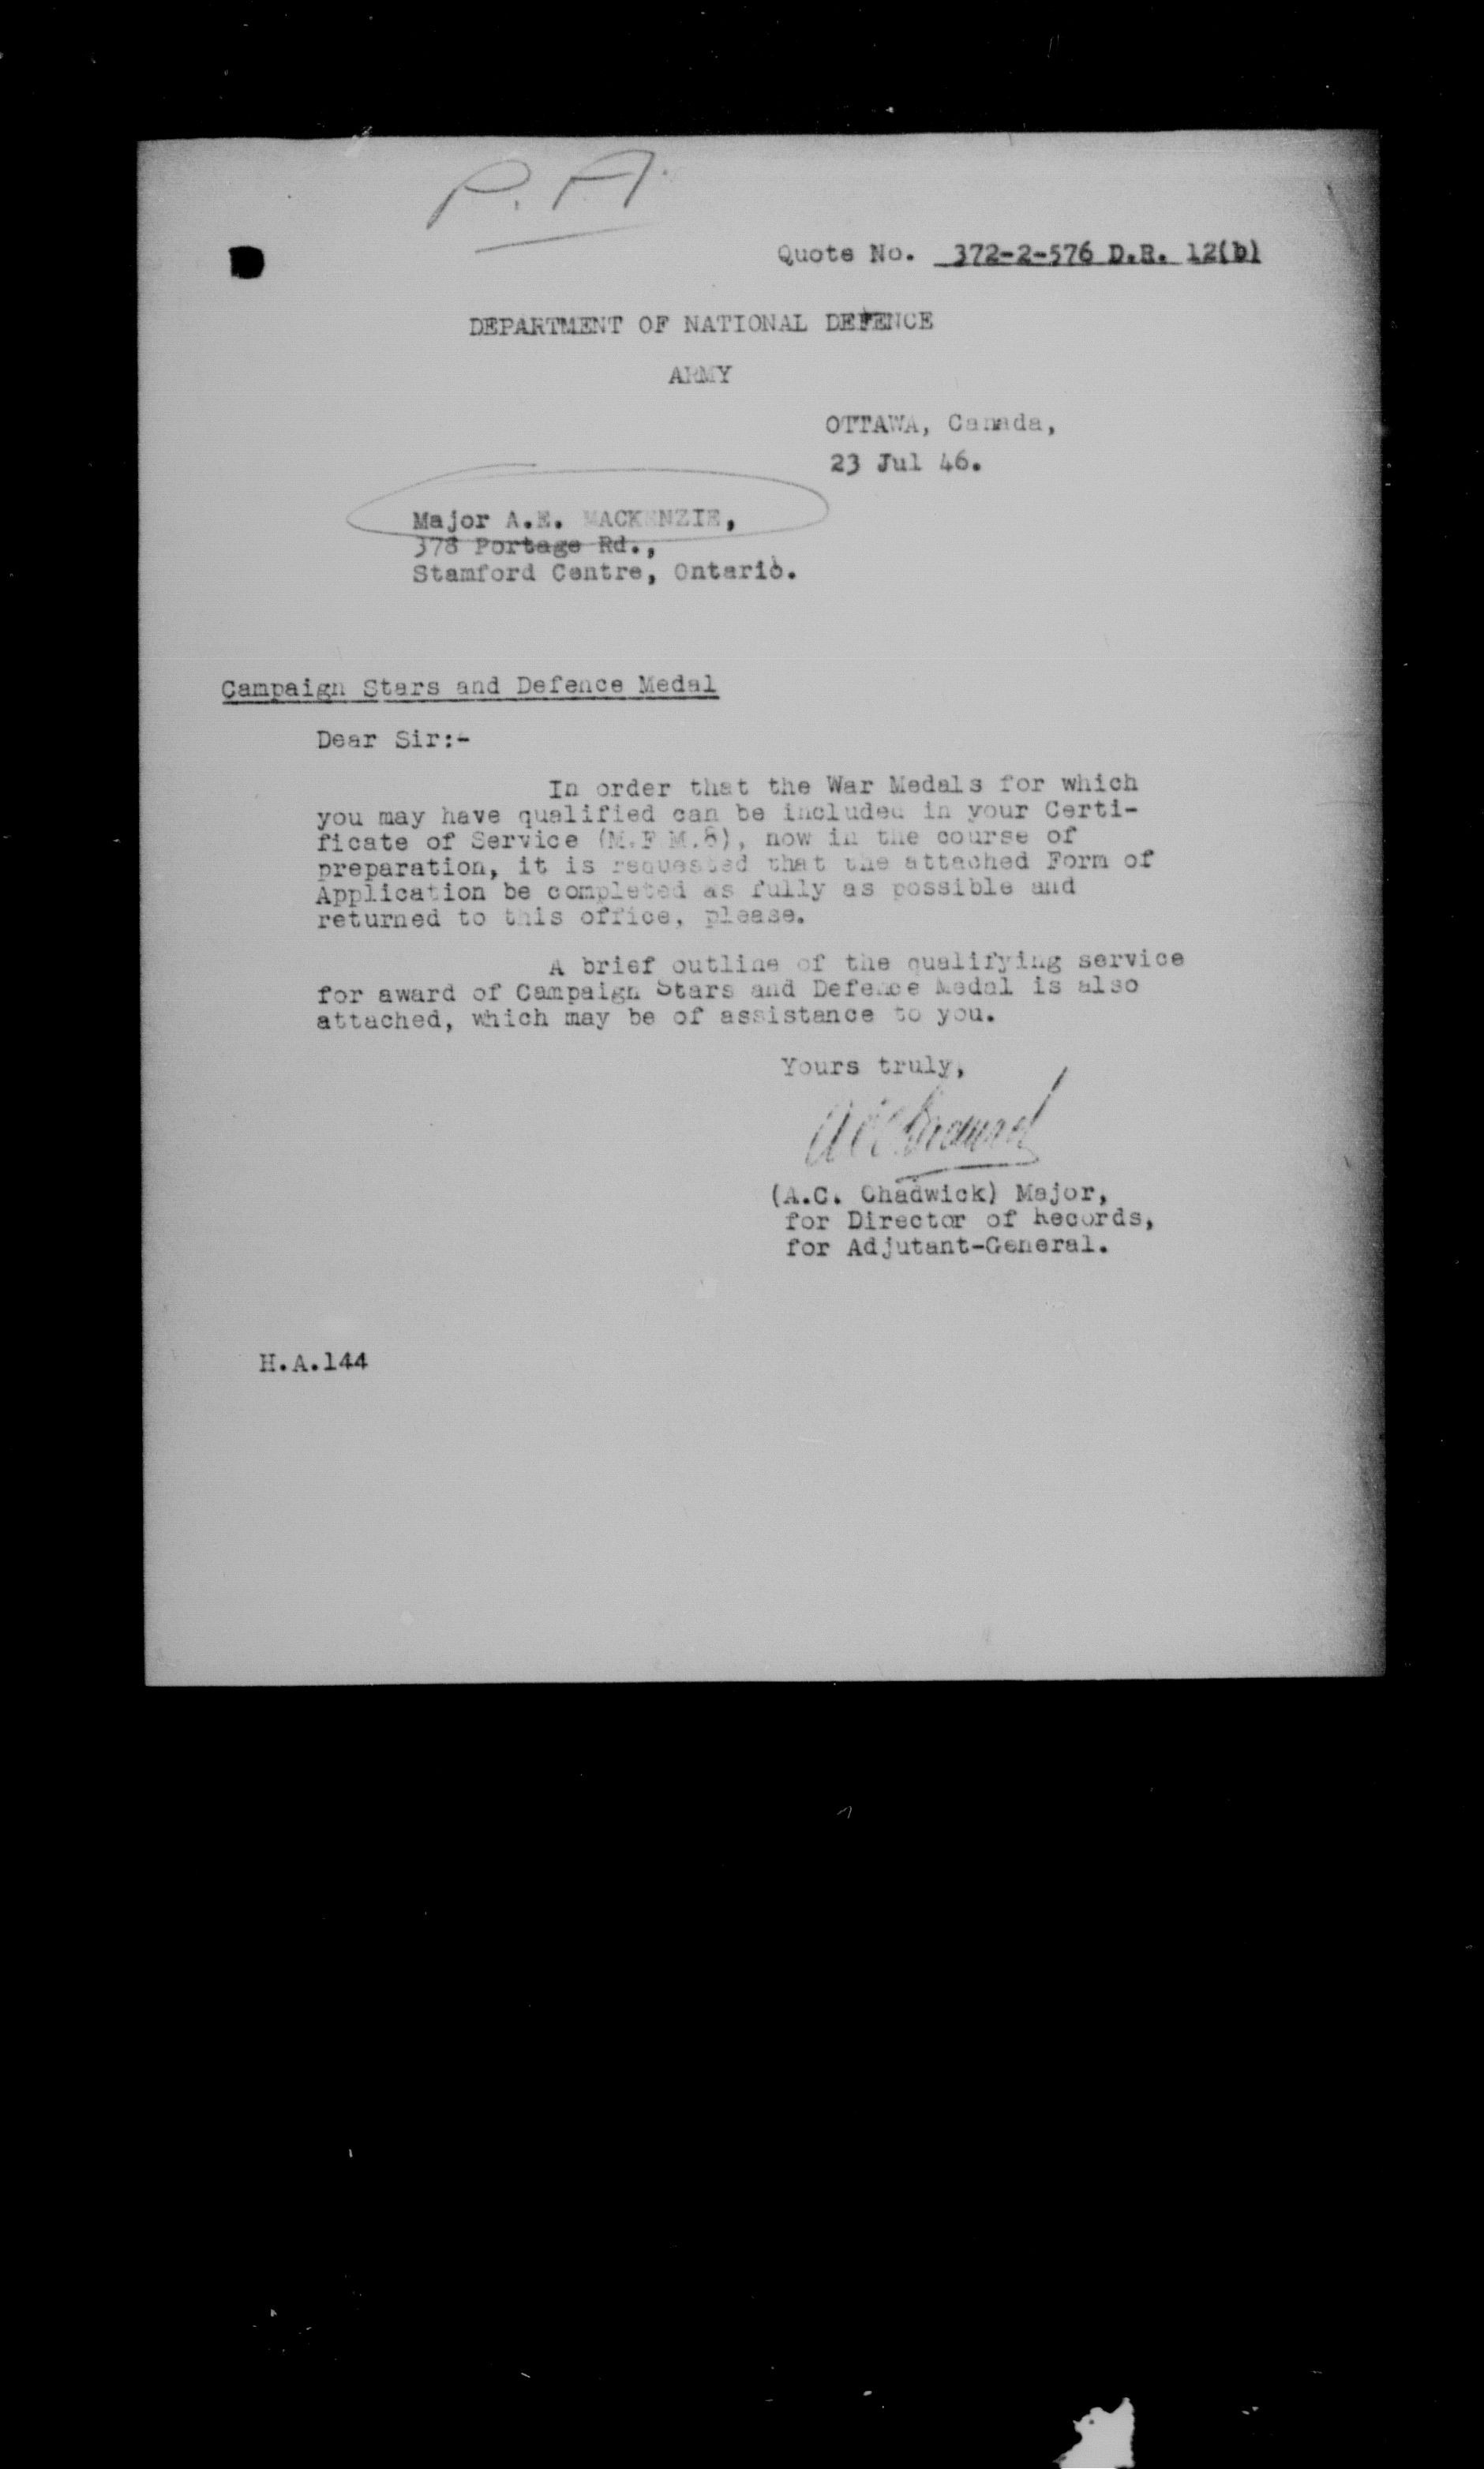 P.A.
Quote No. 372-2-576 D.R. 12(b)
DEPARTMENT OF NATIONAL DEFENCE
ARMY
OTTAWA, Canada,
23 Jul 46.
Major A.E. MACKENZIE,
378 Portage Rd.,
Stamford Centre, Ontario.
Campaign Stars and Defence Medal
Dear Sir:-
In order that the War Medals for which
you may have qualified can be included in your Certi-
ficate of Service (M.F.M.8), now in the course of
preparation, it is requested that the attached Form of
Application be completed as fully as possible and
returned to this office, please.
A brief outline of the qualifying service
for award of Campaign Stars and Defence Medal is also
attached, which may be of assistance to you.
Yours truly,
(A.C. Chadwick) Major,
for Director of Records,
for Adjutant-General.
H.A.144